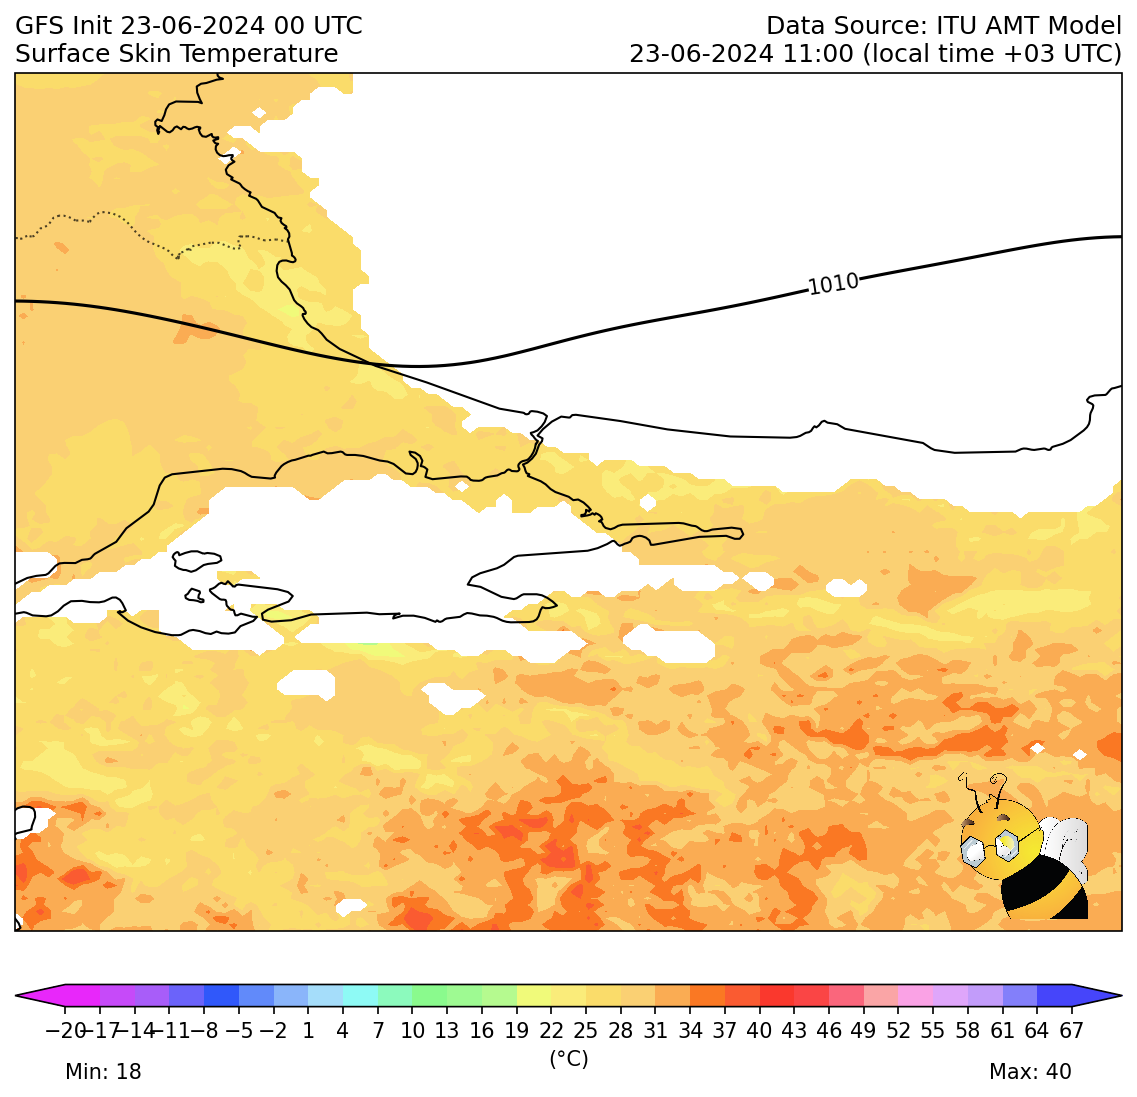 GFS Init 23-06-2024 00 UTC
Data Source: ITU AMT Model
Surface Skin Temperature
23-06-2024 11:00 (local time +03 UTC)
1010
−20 −17 −14 −11 −8 −5 −2 1 4 7 10 13 16 19 22 25 28 31 34 37 40 43 46 49 52 55 58 61 64 67
(°C)
Min: 18
Max: 40